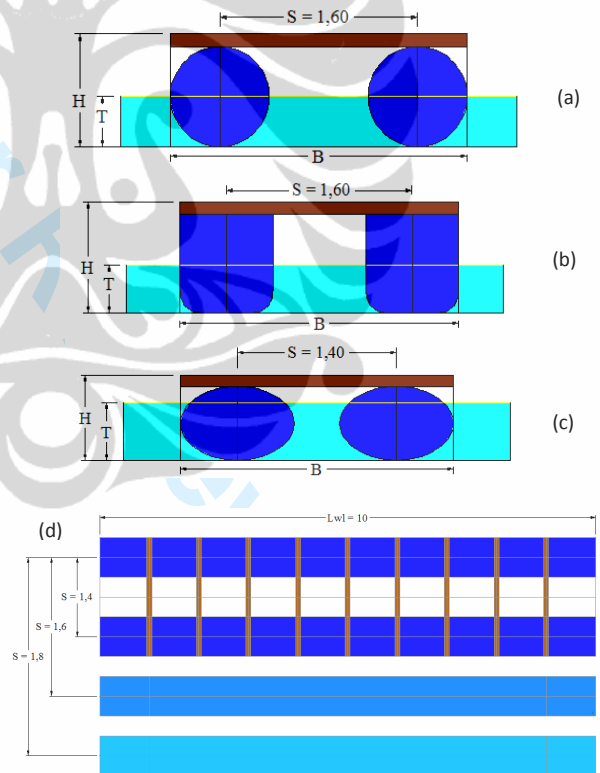 S = 1,60
H
T
B
(a)
S = 1,60
H
T
B
(b)
S = 1,40
H
T
B
(c)
(d)
Lwl = 10
S = 1,4
S = 1,6
S = 1,8